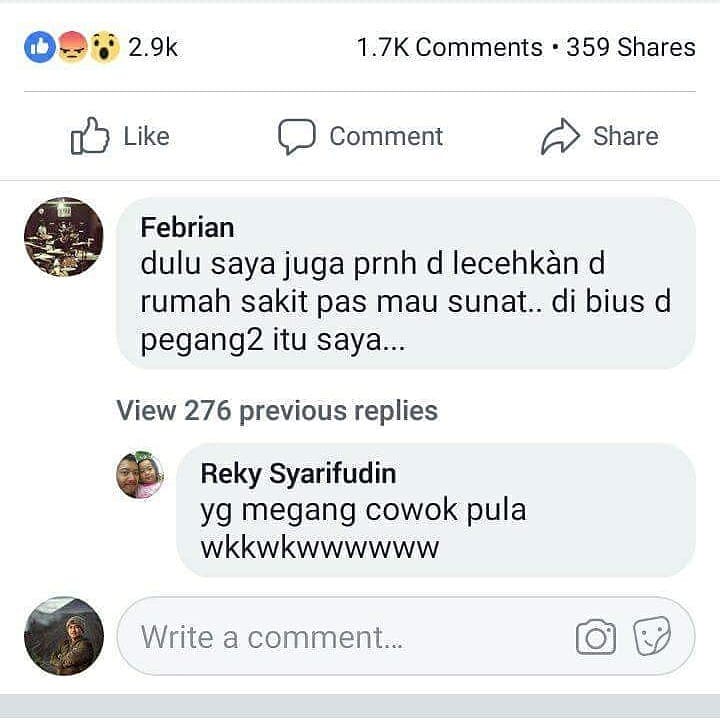 2.9k 1.7K Comments • 359 Shares
Like Comment Share
Febrian
dulu saya juga prnh d lecehkàn d
rumah sakit pas mau sunat.. di bius d
pegang2 itu saya...
View 276 previous replies
Reky Syarifudin
yg megang cowok pula
wkkwkwwwwww
Write a comment...